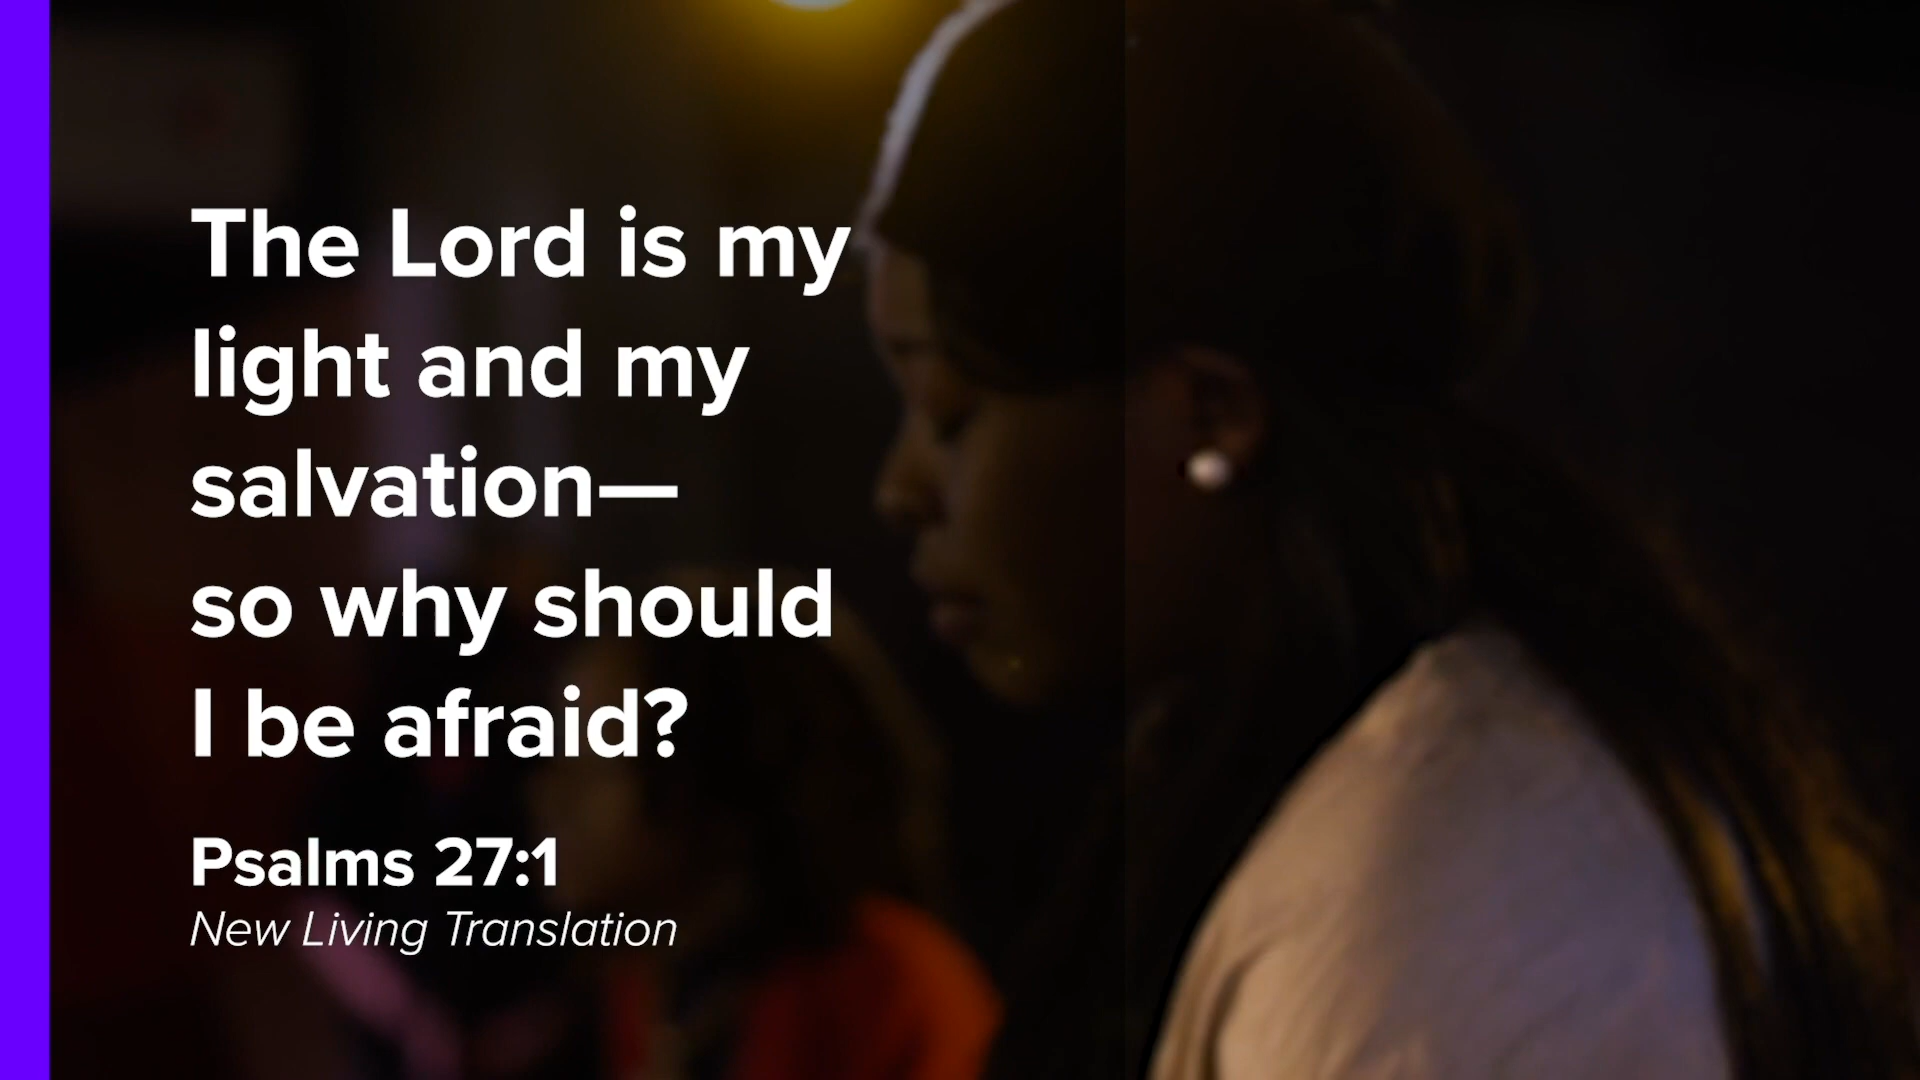 The Lord is my
light and my
salvation—
so why should
I be afraid?
Psalms 27:1
New Living Translation